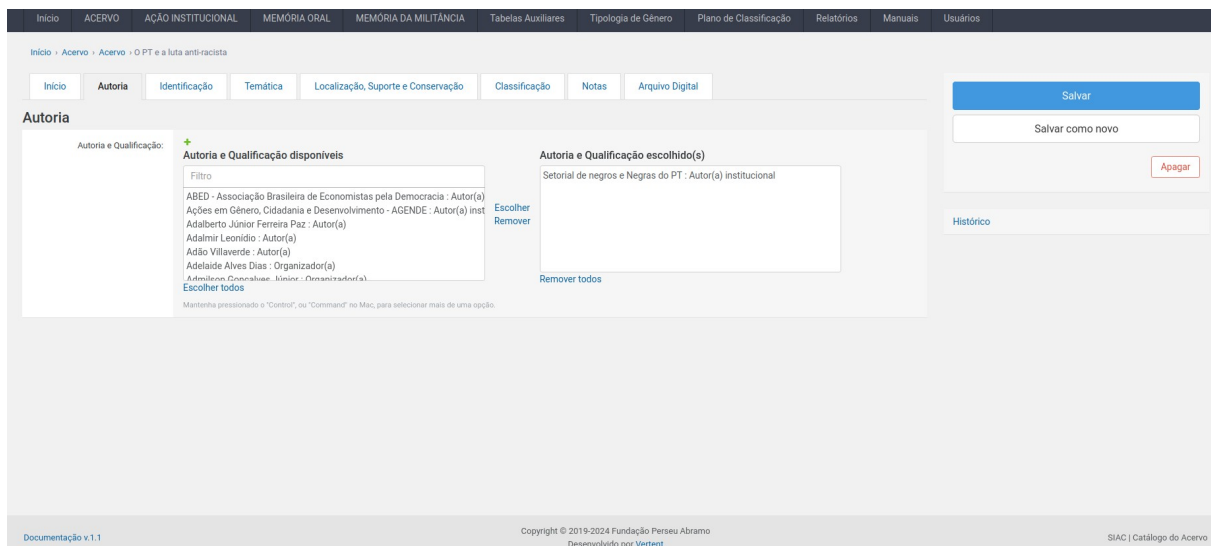 Início ACERVO AÇÃO INSTITUCIONAL MEMÓRIA ORAL MEMÓRIA DA MILITÂNCIA Tabelas Auxiliares Tipologia de Gênero Plano de Classificação Relatórios Manuais Usuários
Início › Acervo › Acervo › O PT e a luta anti-racista
Início Autoria Identificação Temática Localização, Suporte e Conservação Classificação Notas Arquivo Digital
Salvar
Salvar como novo
Apagar
Histórico
Autoria
Autoria e Qualificação:
+
Autoria e Qualificação disponíveis
Filtro
ABED - Associação Brasileira de Economistas pela Democracia : Autor(a)
Ações em Gênero, Cidadania e Desenvolvimento - AGENDE : Autor(a) inst
Adalberto Júnior Ferreira Paz : Autor(a)
Adalmir Leonídio : Autor(a)
Adão Villaverde : Autor(a)
Adelaide Alves Dias : Organizador(a)
Admilson Gonçalves Júnior : Organizador(a)
Escolher todos
Escolher
Remover
Autoria e Qualificação escolhido(s)
Setorial de negros e Negras do PT : Autor(a) institucional
Remover todos
Mantenha pressionado o "Control", ou "Command" no Mac, para selecionar mais de uma opção.
Documentação v.1.1
Copyright © 2019-2024 Fundação Perseu Abramo
Desenvolvido por Vertent
SIAC | Catálogo do Acervo